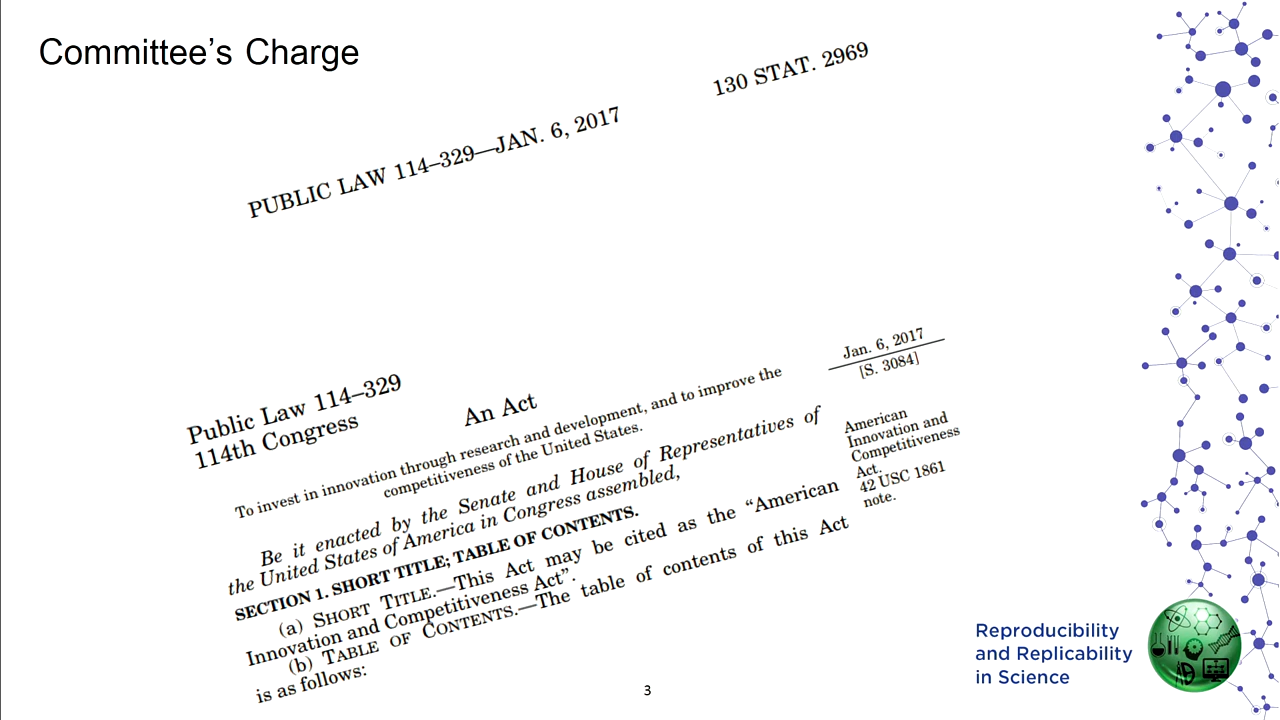 Committee's Charge
130 STAT. 2969
PUBLIC LAW 114–329—JAN. 6, 2017
Public Law 114–329
114th Congress
An Act
Jan. 6, 2017
[S. 3084]
To invest in innovation through research and development, and to improve the
competitiveness of the United States.
Be it enacted by the Senate and House of Representatives of
the United States of America in Congress assembled,
American
Innovation and
Competitiveness
Act.
42 USC 1861
note.
SECTION 1. SHORT TITLE; TABLE OF CONTENTS.
(a) SHORT TITLE.—This Act may be cited as the “American
Innovation and Competitiveness Act”.
(b) TABLE OF CONTENTS.—The table of contents of this Act
is as follows:
Reproducibility
and Replicability
in Science
3